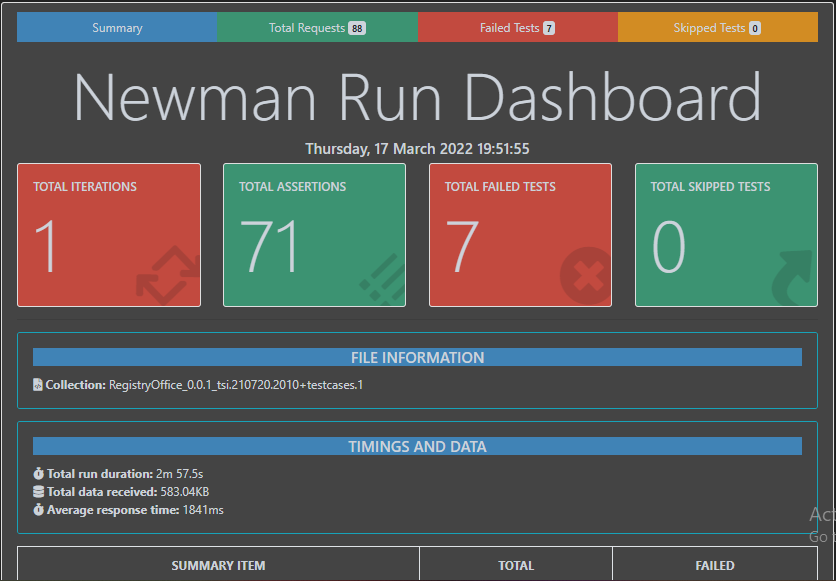 Summary
Total Requests 88
Failed Tests 7
Skipped Tests 0
Newman Run Dashboard
Thursday, 17 March 2022 19:51:55
TOTAL ITERATIONS
1
TOTAL ASSERTIONS
71
TOTAL FAILED TESTS
7
TOTAL SKIPPED TESTS
0
FILE INFORMATION
Collection: RegistryOffice_0.0.1_tsi.210720.2010+testcases.1
TIMINGS AND DATA
Total run duration: 2m 57.5s
Total data received: 583.04KB
Average response time: 1841ms
Go
SUMMARY ITEM
TOTAL
FAILED